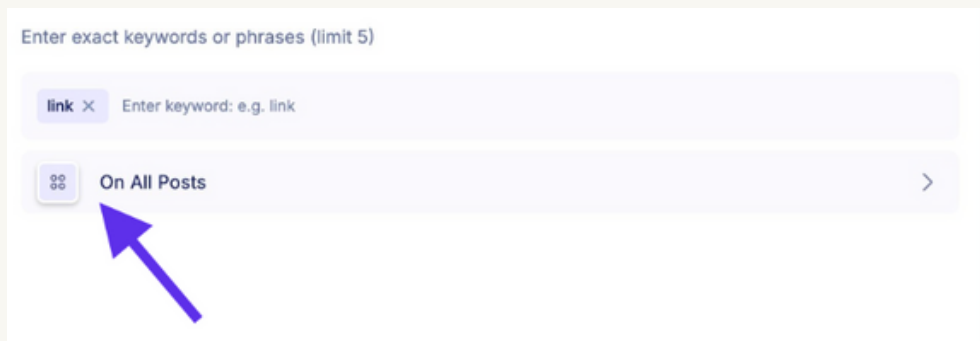 Enter exact keywords or phrases (limit 5)
link × Enter keyword: e.g. link
On All Posts